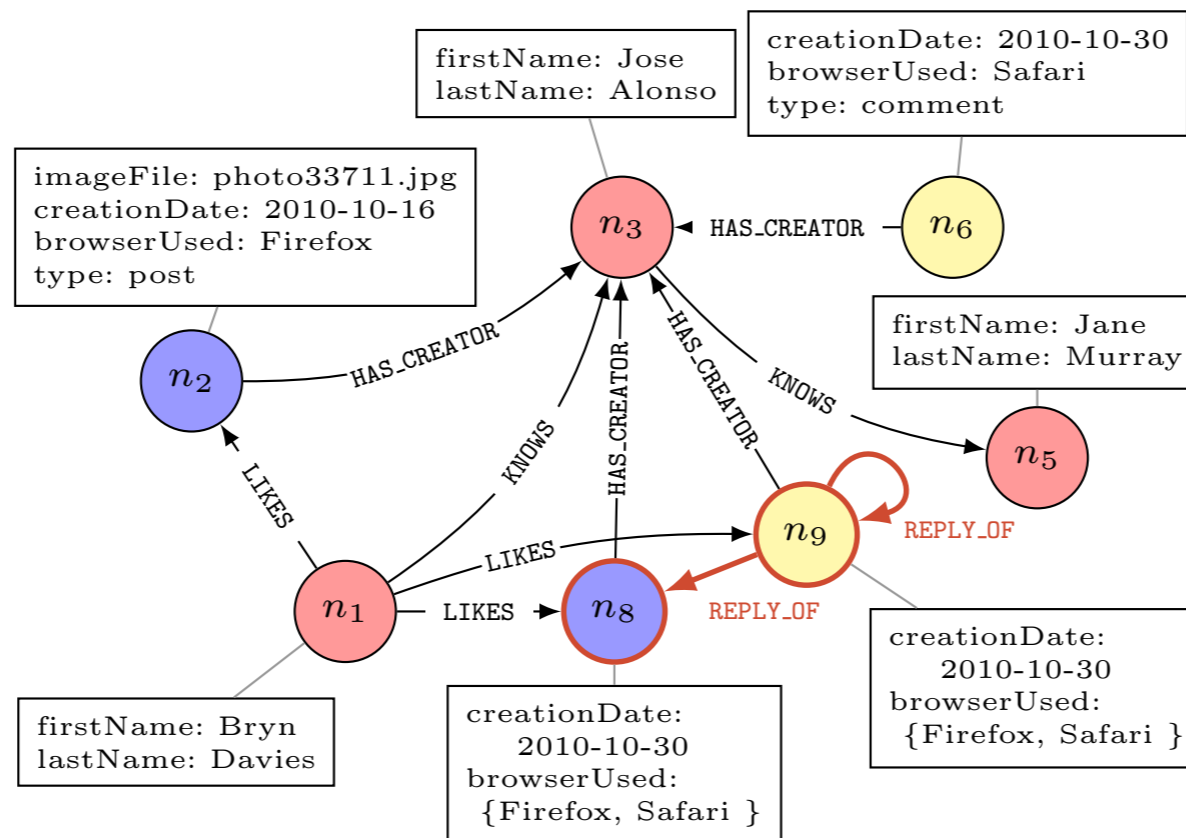 firstName: Jose
lastName: Alonso
creationDate: 2010-10-30
browserUsed: Safari
type: comment
imageFile: photo33711.jpg
creationDate: 2010-10-16
browserUsed: Firefox
type: post
n3
HAS_CREATOR
n6
firstName: Jane
lastName: Murray
n2
HAS_CREATOR
KNOWS
HAS_CREATOR
HAS_CREATOR
KNOWS
n5
LIKES
LIKES
n9
REPLY_OF
n1
LIKES
n8
REPLY_OF
firstName: Bryn
lastName: Davies
creationDate:
2010-10-30
browserUsed:
{Firefox, Safari }
creationDate:
2010-10-30
browserUsed:
{Firefox, Safari }